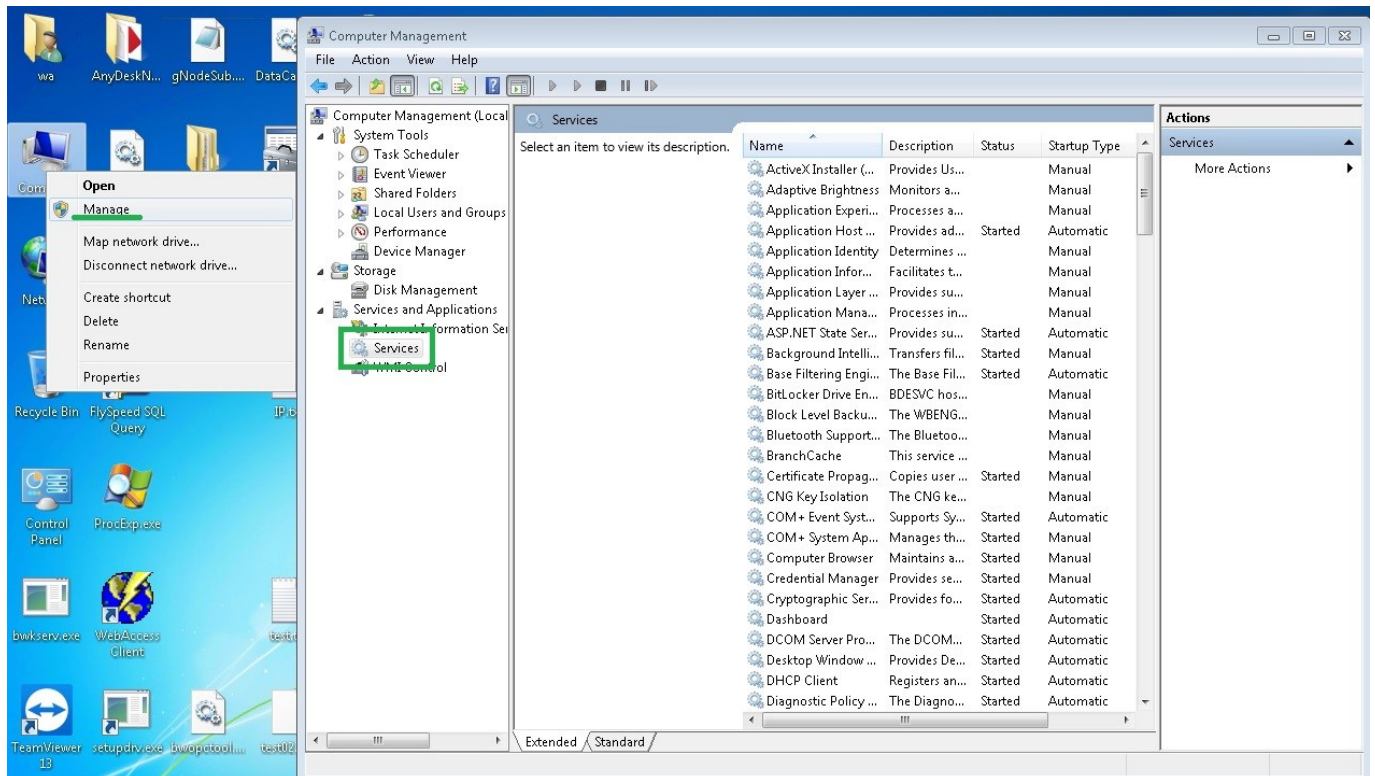 wa
AnyDeskN...
gNodeSub....
DataCa
Com
Open
Manage
Map network drive...
Disconnect network drive...
Create shortcut
Delete
Rename
Properties
Net
Recycle Bin
FlySpeed SQL
Query
IP.t
Control
Panel
ProcExp.exe
bwkserv.exe
WebAccess
Client
TeamViewer
13
setupdrv.exe
bwopctool....
test02
Computer Management
File Action View Help
Computer Management (Local
System Tools
Task Scheduler
Event Viewer
Shared Folders
Local Users and Groups
Performance
Device Manager
Storage
Disk Management
Services and Applications
Internet Information Ser
Services
WMI Control
Services
Select an item to view its description.
Name Description Status Startup Type
ActiveX Installer (... Provides Us... Manual
Adaptive Brightness Monitors a... Manual
Application Experi... Processes a... Manual
Application Host ... Provides ad... Started Automatic
Application Identity Determines ... Manual
Application Infor... Facilitates t... Manual
Application Layer ... Provides su... Manual
Application Mana... Processes in... Manual
ASP.NET State Ser... Provides su... Started Automatic
Background Intelli... Transfers fil... Started Manual
Base Filtering Engi... The Base Fil... Started Automatic
BitLocker Drive En... BDESVC hos... Manual
Block Level Backu... The WBENG... Manual
Bluetooth Support... The Bluetoo... Manual
BranchCache This service ... Manual
Certificate Propag... Copies user ... Started Manual
CNG Key Isolation The CNG ke... Manual
COM+ Event Syst... Supports Sy... Started Automatic
COM+ System Ap... Manages th... Started Manual
Computer Browser Maintains a... Started Manual
Credential Manager Provides se... Started Manual
Cryptographic Ser... Provides fo... Started Automatic
Dashboard Started Automatic
DCOM Server Pro... The DCOM... Started Automatic
Desktop Window ... Provides De... Started Automatic
DHCP Client Registers an... Started Automatic
Diagnostic Policy ... The Diagno... Started Automatic
Extended Standard
Actions
Services
More Actions